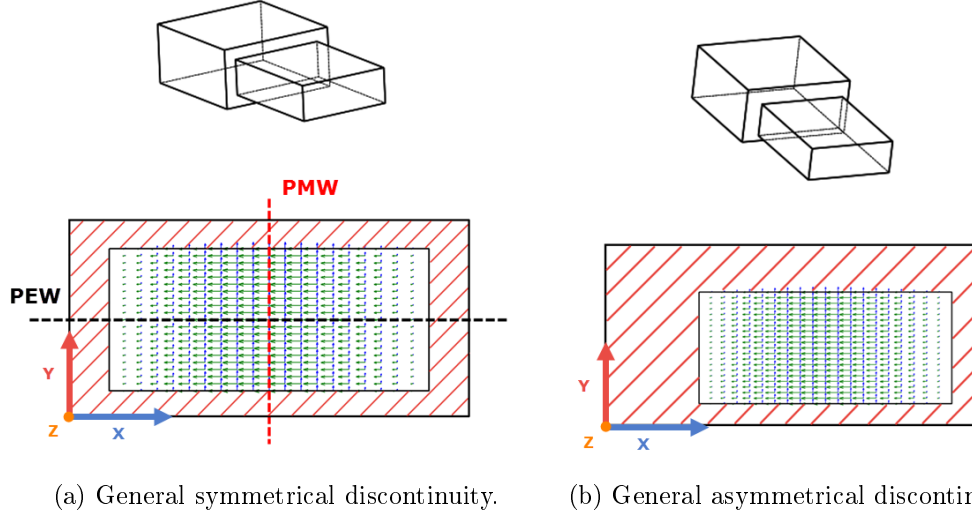 PMW
PEW
Y
Z
X
Y
Z
X
(a) General symmetrical discontinuity.
(b) General asymmetrical discontin